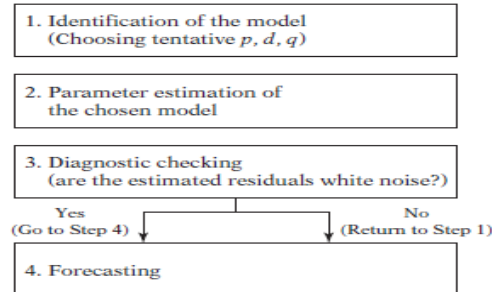 1. Identification of the model
(Choosing tentative p, d, q)
2. Parameter estimation of
the chosen model
3. Diagnostic checking
(are the estimated residuals white noise?)
Yes
(Go to Step 4)
No
(Return to Step 1)
4. Forecasting